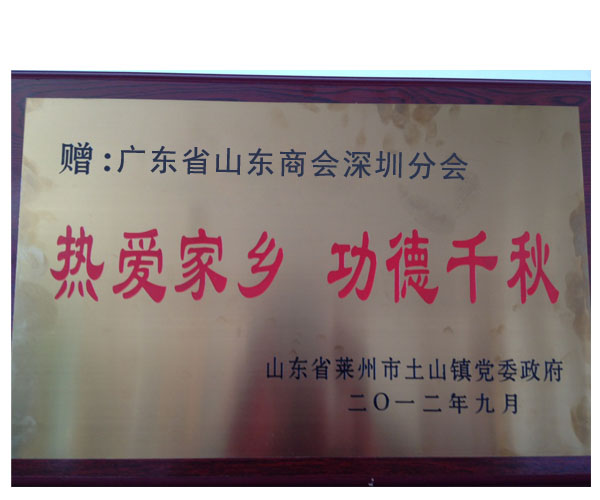 赠:广东省山东商会深圳分会
热爱家乡 功德千秋
山东省莱州市土山镇党委政府
二〇一二年九月